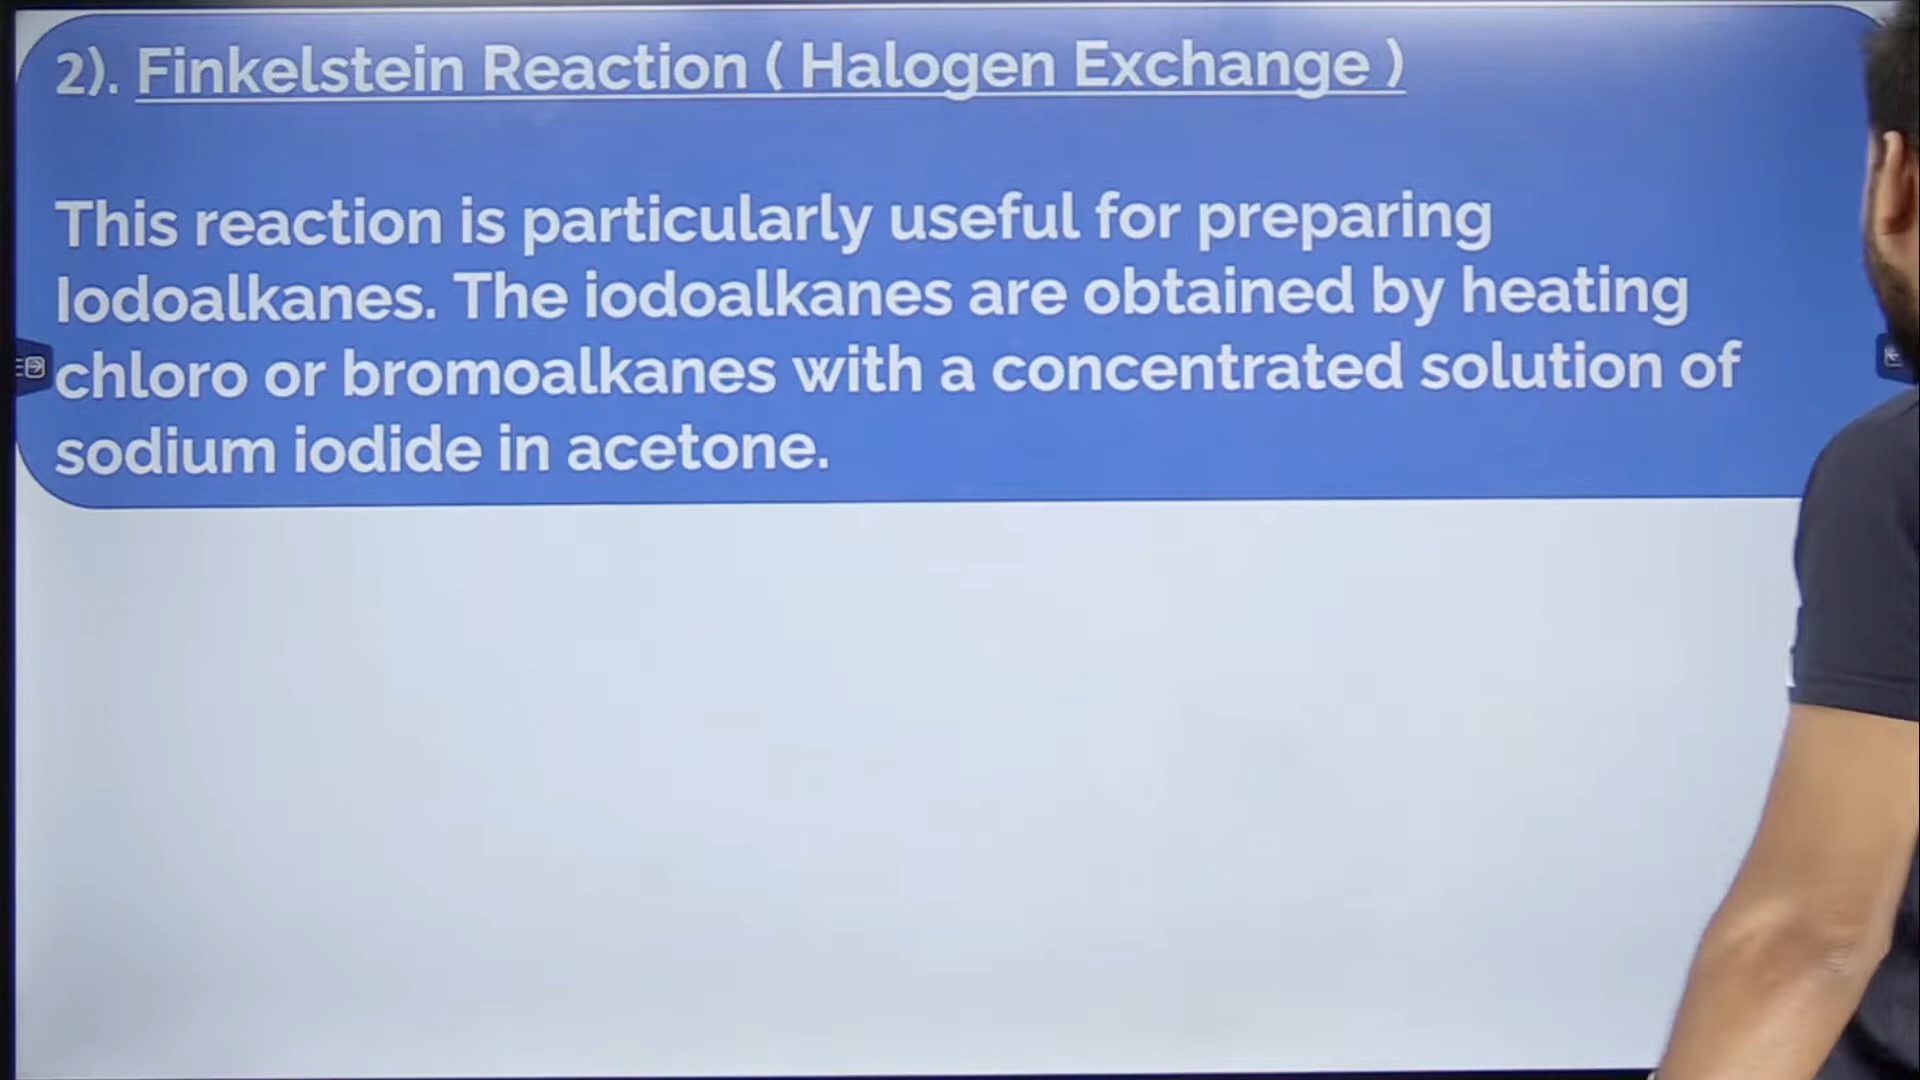 2). Finkelstein Reaction ( Halogen Exchange )
This reaction is particularly useful for preparing
Iodoalkanes. The iodoalkanes are obtained by heating
chloro or bromoalkanes with a concentrated solution of
sodium iodide in acetone.